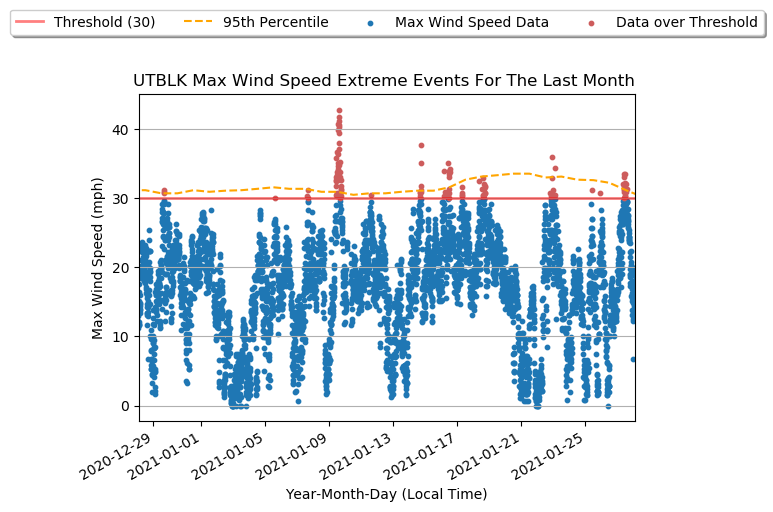 Threshold (30) 95th Percentile Max Wind Speed Data Data over Threshold
UTBLK Max Wind Speed Extreme Events For The Last Month
Max Wind Speed (mph)
40
30
20
10
0
2020-12-29 2021-01-01 2021-01-05 2021-01-09 2021-01-13 2021-01-17 2021-01-21 2021-01-25
Year-Month-Day (Local Time)